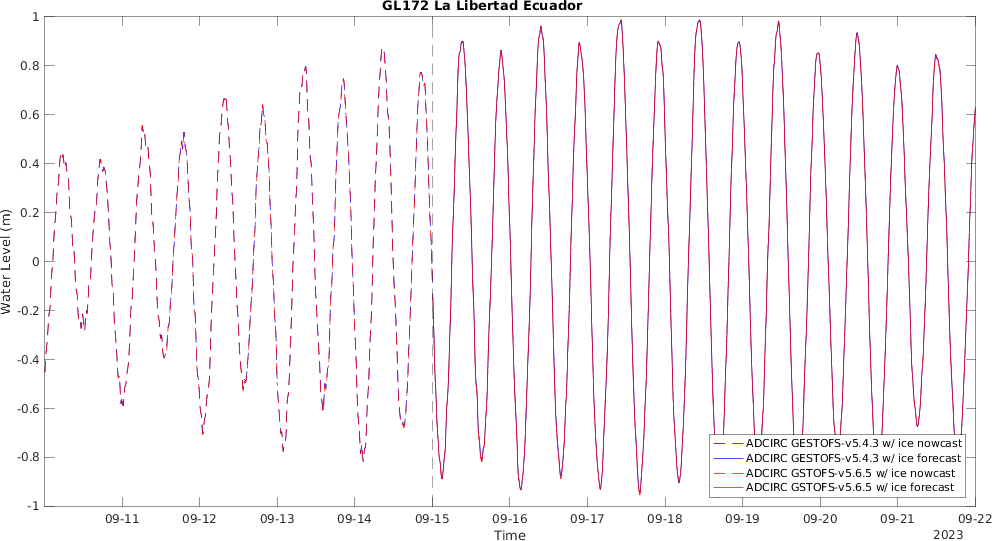 GL172 La Libertad Ecuador
Water Level (m)
1
0.8
0.6
0.4
0.2
0
-0.2
-0.4
-0.6
-0.8
-1
ADCIRC GESTOFS-v5.4.3 w/ ice nowcast
ADCIRC GESTOFS-v5.4.3 w/ ice forecast
ADCIRC GSTOFS-v5.6.5 w/ ice nowcast
ADCIRC GSTOFS-v5.6.5 w/ ice forecast
09-11 09-12 09-13 09-14 09-15 09-16 09-17 09-18 09-19 09-20 09-21 09-22
Time
2023